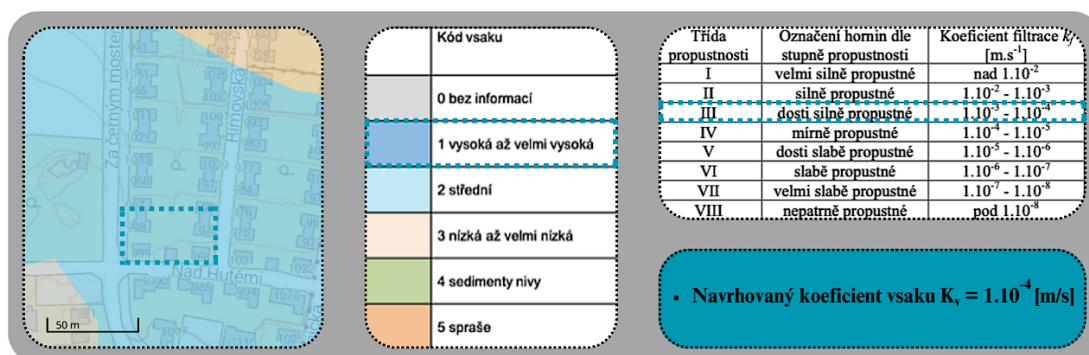 Za černým mostem
Římovská
Nad Hutěmi
50 m
Kód vsaku
0 bez informací
1 vysoká až velmi vysoká
2 střední
3 nízká až velmi nízká
4 sedimenty nivy
5 spraše
Třída propustnosti Označení hornin dle stupně propustnosti Koeficient filtrace kf [m.s⁻¹]
I velmi silně propustné nad 1.10⁻²
II silně propustné 1.10⁻² - 1.10⁻³
III dosti silně propustné 1.10⁻³ - 1.10⁻⁴
IV mírně propustné 1.10⁻⁴ - 1.10⁻⁵
V dosti slabě propustné 1.10⁻⁵ - 1.10⁻⁶
VI slabě propustné 1.10⁻⁶ - 1.10⁻⁷
VII velmi slabě propustné 1.10⁻⁷ - 1.10⁻⁸
VIII nepatrně propustné pod 1.10⁻⁸
• Navrhovaný koeficient vsaku Kv = 1.10⁻⁴ [m/s]